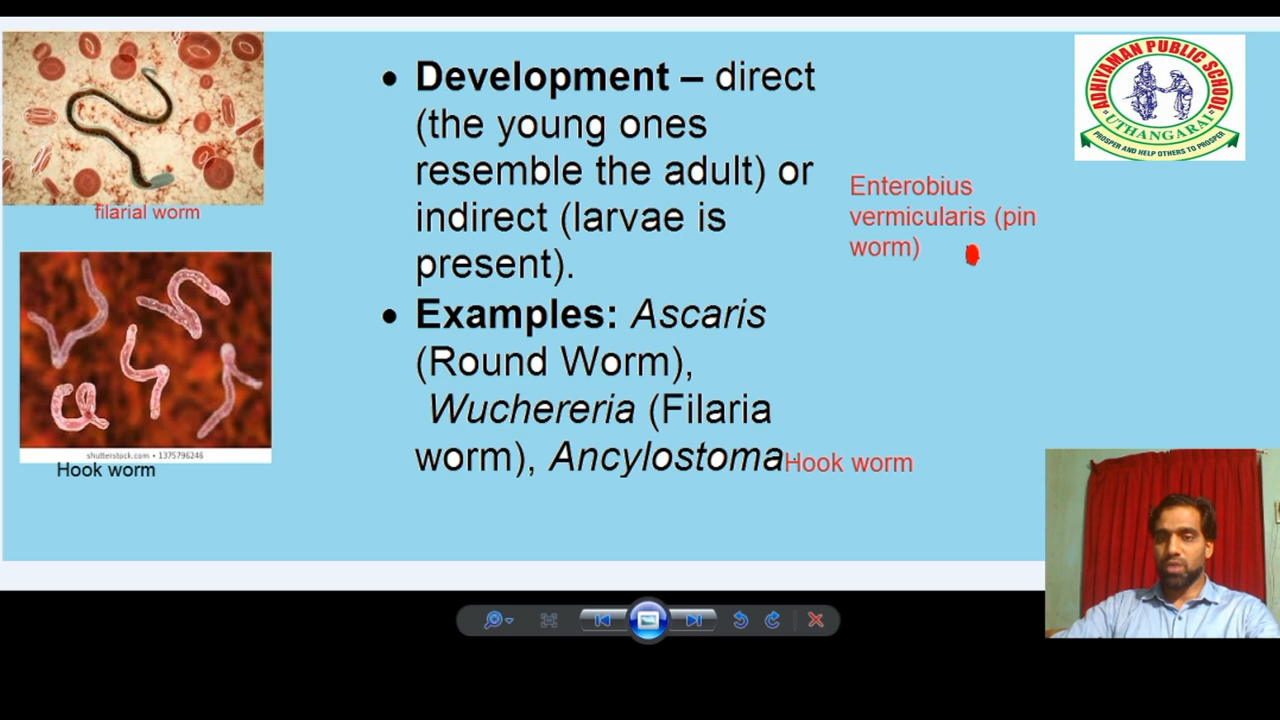 filarial worm
shutterstock.com • 1375796246
Hook worm
• Development – direct
(the young ones
resemble the adult) or
indirect (larvae is
present).
• Examples: Ascaris
(Round Worm),
Wuchereria (Filaria
worm), Ancylostoma Hook worm
Enterobius
vermicularis (pin
worm)
ADHIYAMAN PUBLIC SCHOOL
UTHANGARAI
PROSPER AND HELP OTHERS TO PROSPER